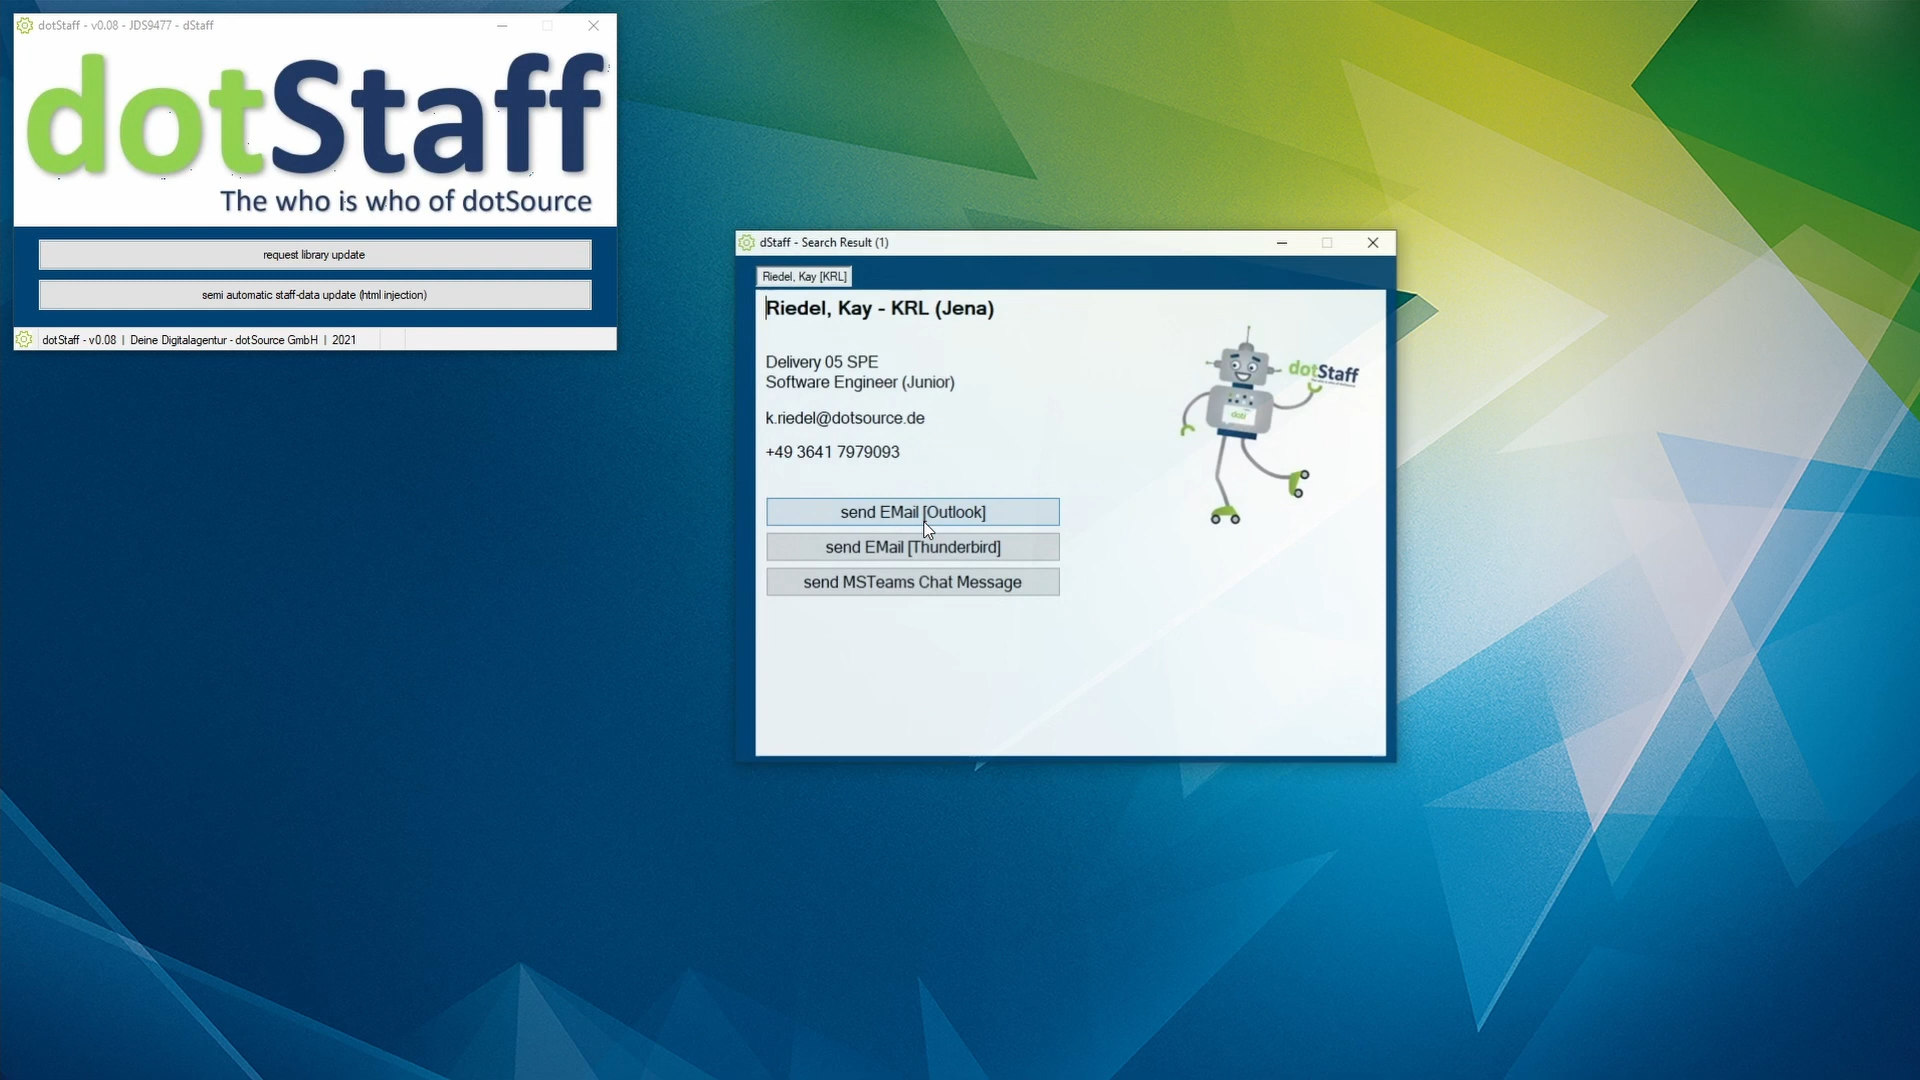 dotStaff - v0.08 - JDS9477 - dStaff
dotStaff
The who is who of dotSource
request library update
semi automatic staff-data update (html injection)
dotStaff - v0.08 | Deine Digitalagentur - dotSource GmbH | 2021
dStaff - Search Result (1)
Riedel, Kay [KRL]
Riedel, Kay - KRL (Jena)
Delivery 05 SPE
Software Engineer (Junior)
k.riedel@dotsource.de
+49 3641 7979093
dotStaff
doti
send EMail [Outlook]
send EMail [Thunderbird]
send MSTeams Chat Message